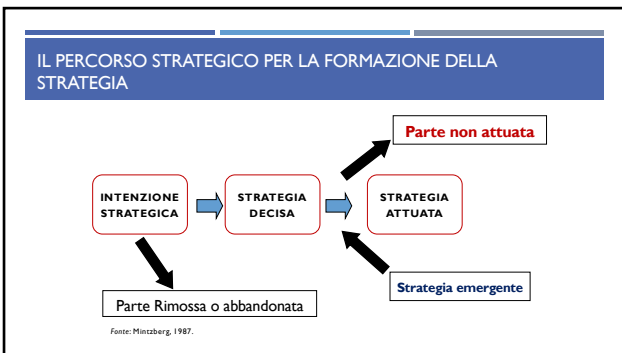 IL PERCORSO STRATEGICO PER LA FORMAZIONE DELLA
STRATEGIA
Parte non attuata
INTENZIONE
STRATEGICA
STRATEGIA
DECISA
STRATEGIA
ATTUATA
Strategia emergente
Parte Rimossa o abbandonata
Fonte: Mintzberg, 1987.